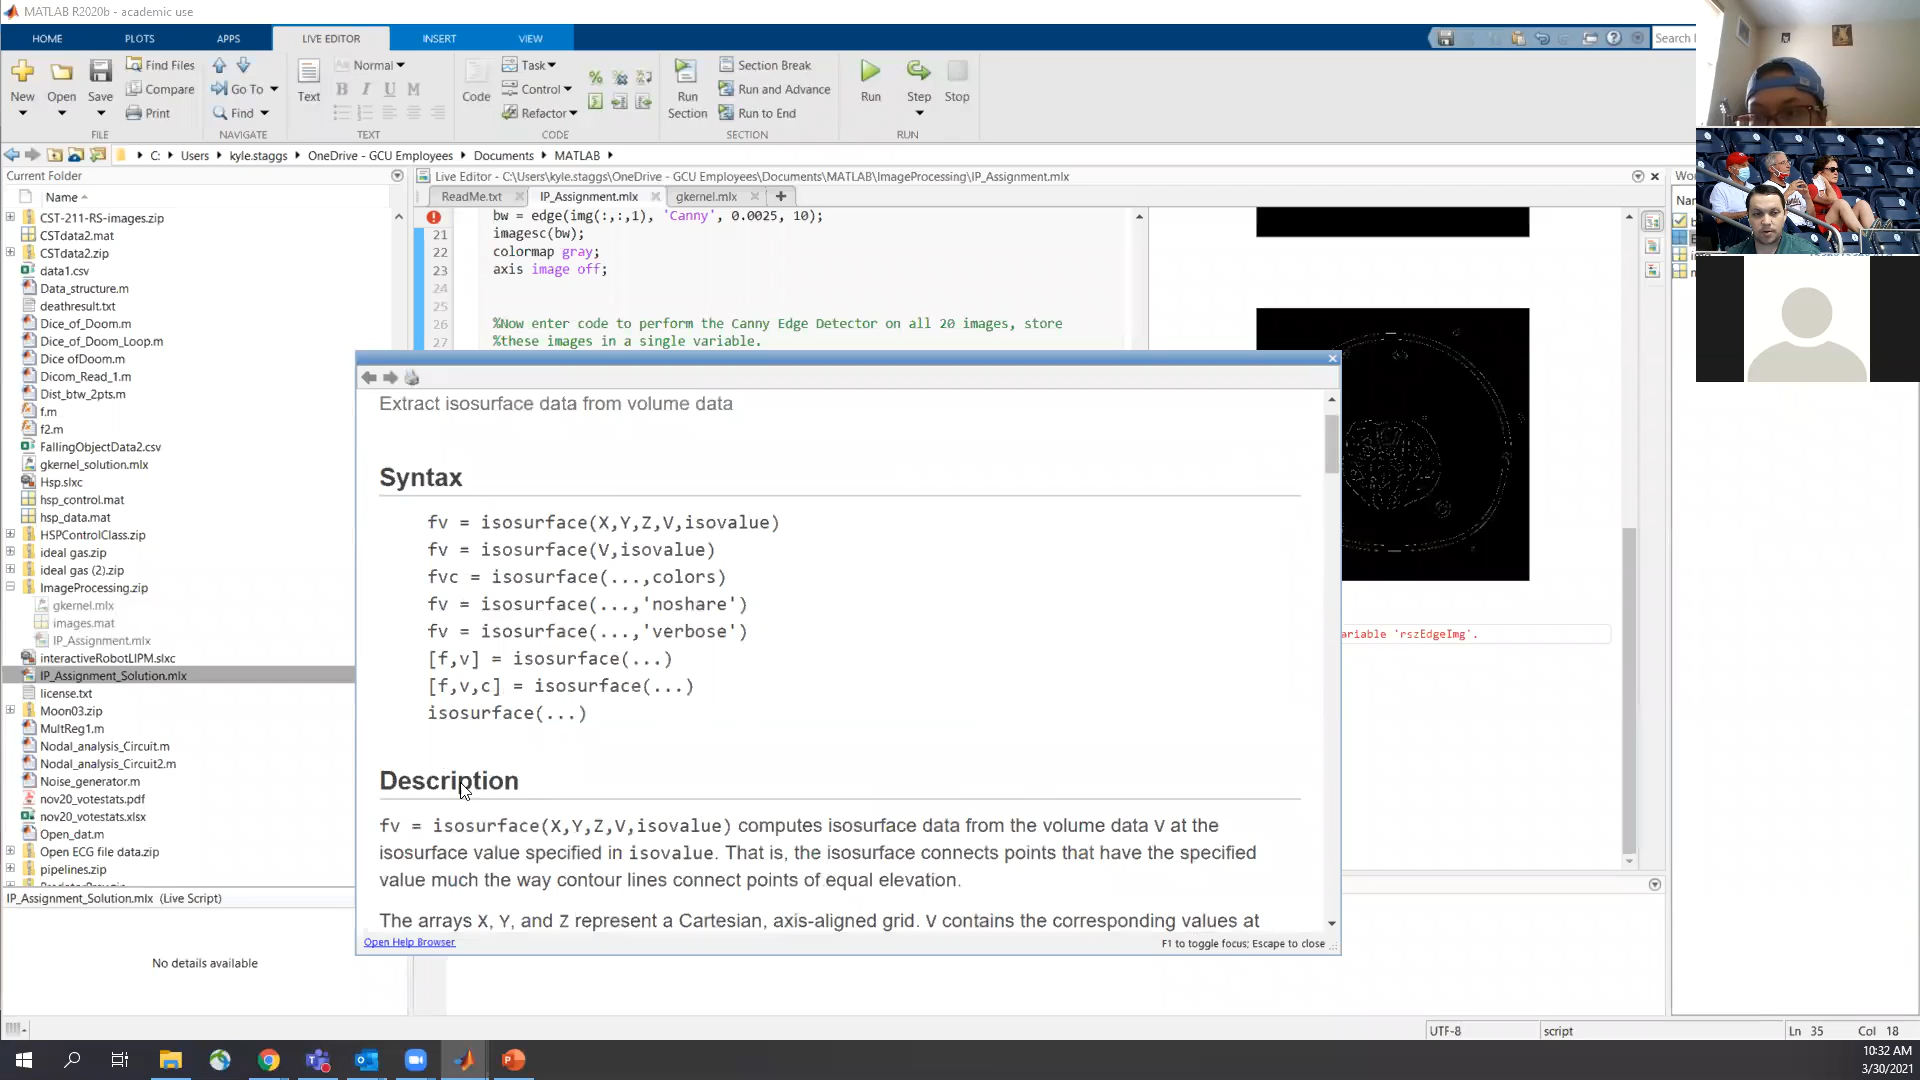 MATLAB R2020b - academic use
HOME PLOTS APPS LIVE EDITOR INSERT VIEW
New Open Save Find Files Compare Print FILE
Go To Find NAVIGATE
Text Normal B I U M TEXT
Code Task Control Refactor CODE
Run Section Section Break Run and Advance Run to End SECTION
Run Step Stop RUN
C: Users kyle.staggs OneDrive - GCU Employees Documents MATLAB
Current Folder
Name
CST-211-RS-images.zip
CSTdata2.mat
CSTdata2.zip
data1.csv
Data_structure.m
deathresult.txt
Dice_of_Doom.m
Dice_of_Doom_Loop.m
Dice ofDoom.m
Dicom_Read_1.m
Dist_btw_2pts.m
f.m
f2.m
FallingObjectData2.csv
gkernel_solution.mlx
Hsp.slxc
hsp_control.mat
hsp_data.mat
HSPControlClass.zip
ideal gas.zip
ideal gas (2).zip
ImageProcessing.zip
gkernel.mlx
images.mat
IP_Assignment.mlx
interactiveRobotLIPM.slxc
IP_Assignment_Solution.mlx
license.txt
Moon03.zip
MultReg1.m
Nodal_analysis_Circuit.m
Nodal_analysis_Circuit2.m
Noise_generator.m
nov20_votestats.pdf
nov20_votestats.xlsx
Open_dat.m
Open ECG file data.zip
pipelines.zip
IP_Assignment_Solution.mlx (Live Script)
No details available
Live Editor - C:\Users\kyle.staggs\OneDrive - GCU Employees\Documents\MATLAB\ImageProcessing\IP_Assignment.mlx
ReadMe.txt IP_Assignment.mlx gkernel.mlx
bw = edge(img(:,:,1), 'Canny', 0.0025, 10);
21 imagesc(bw);
22 colormap gray;
23 axis image off;
24
25
26 %Now enter code to perform the Canny Edge Detector on all 20 images, store
27 %these images in a single variable.
Extract isosurface data from volume data
Syntax
fv = isosurface(X,Y,Z,V,isovalue)
fv = isosurface(V,isovalue)
fvc = isosurface(...,colors)
fv = isosurface(...,'noshare')
fv = isosurface(...,'verbose')
[f,v] = isosurface(...)
[f,v,c] = isosurface(...)
isosurface(...)
Description
fv = isosurface(X,Y,Z,V,isovalue) computes isosurface data from the volume data V at the
isosurface value specified in isovalue. That is, the isosurface connects points that have the specified
value much the way contour lines connect points of equal elevation.
The arrays X, Y, and Z represent a Cartesian, axis-aligned grid. V contains the corresponding values at
Open Help Browser F1 to toggle focus; Escape to close
ariable 'rszEdgeImg'.
UTF-8 script Ln 35 Col 18
10:32 AM
3/30/2021